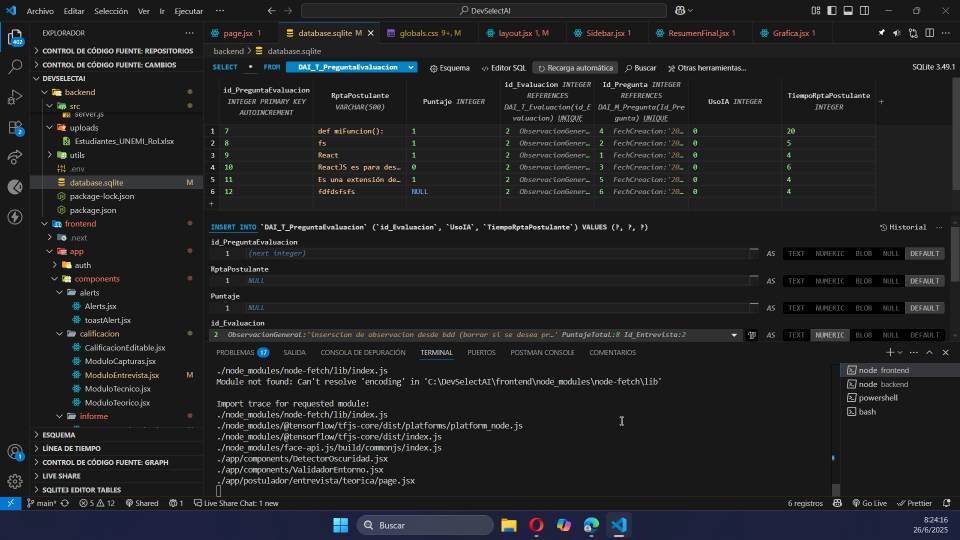 Archivo Editar Selección Ver Ir Ejecutar ··· DevSelectAI
EXPLORADOR ···
page.jsx 1 database.sqlite M globals.css 9+, M layout.jsx 1, M Sidebar.jsx 1 ResumenFinal.jsx 1 Grafica.jsx 1
backend > database.sqlite
SELECT * FROM DAI_T_PreguntaEvaluacion Esquema Editor SQL Recarga automática Buscar Otras herramientas... SQLite 3.49.1
id_PreguntaEvaluacion INTEGER PRIMARY KEY AUTOINCREMENT
RptaPostulante VARCHAR(500)
Puntaje INTEGER
id_Evaluacion INTEGER REFERENCES DAI_T_Evaluacion(id_Evaluacion) UNIQUE
Id_Pregunta INTEGER REFERENCES DAI_M_Pregunta(Id_Pregunta) UNIQUE
UsoIA INTEGER
TiempoRptaPostulante INTEGER
+
1 7 def miFuncion(): 1 2 ObservacionGener… 4 FechCreacion:'20… 0 20
2 8 fs 1 2 ObservacionGener… 2 FechCreacion:'20… 0 5
3 9 React 1 2 ObservacionGener… 1 FechCreacion:'20… 0 4
4 10 ReactJS es para des… 0 2 ObservacionGener… 3 FechCreacion:'20… 0 6
5 11 Es una extensión de… 1 2 ObservacionGener… 5 FechCreacion:'20… 0 4
6 12 fdfdsfsfs NULL 2 ObservacionGener… 6 FechCreacion:'20… 0 4
+
INSERT INTO `DAI_T_PreguntaEvaluacion` (`id_Evaluacion`, `UsoIA`, `TiempoRptaPostulante`) VALUES (?, ?, ?) Historial ···
id_PreguntaEvaluacion
1 (next integer) AS TEXT NUMERIC BLOB NULL DEFAULT
RptaPostulante
1 NULL AS TEXT NUMERIC BLOB NULL DEFAULT
Puntaje
1 NULL AS TEXT NUMERIC BLOB NULL DEFAULT
id_Evaluacion
2 ObservacionGeneral:'inserscion de observacion desde bdd (borrar si se desea pr…' PuntajeTotal:8 Id_Entrevista:2 AS TEXT NUMERIC BLOB NULL DEFAULT
CONTROL DE CÓDIGO FUENTE: REPOSITORIOS
CONTROL DE CÓDIGO FUENTE: CAMBIOS
DEVSELECTAI
backend
src
server.js
uploads
Estudiantes_UNEMI_Rol.xlsx
utils
.env
database.sqlite M
package-lock.json
package.json
frontend
.next
app
auth
components
alerts
Alerts.jsx
toastAlert.jsx
calificacion
CalificacionEditable.jsx
ModuloCapturas.jsx
ModuloEntrevista.jsx M
ModuloTecnico.jsx
ModuloTeorico.jsx
informe
ESQUEMA
LÍNEA DE TIEMPO
CONTROL DE CÓDIGO FUENTE: GRAPH
LIVE SHARE
SQLITE3 EDITOR TABLES
402
2
1
PROBLEMAS 17 SALIDA CONSOLA DE DEPURACIÓN TERMINAL PUERTOS POSTMAN CONSOLE COMENTARIOS
./node_modules/node-fetch/lib/index.js
Module not found: Can't resolve 'encoding' in 'C:\DevSelectAI\frontend\node_modules\node-fetch\lib'
Import trace for requested module:
./node_modules/node-fetch/lib/index.js
./node_modules/@tensorflow/tfjs-core/dist/platforms/platform_node.js
./node_modules/@tensorflow/tfjs-core/dist/index.js
./node_modules/face-api.js/build/commonjs/index.js
./app/components/DetectorOscuridad.jsx
./app/components/ValidadorEntorno.jsx
./app/postulador/entrevista/teorica/page.jsx
node frontend
node backend
powershell
bash
main* 5 12 Shared 1 Live Share Chat: 1 new 6 registros Go Live Prettier
Buscar
8:24:16
26/6/2025